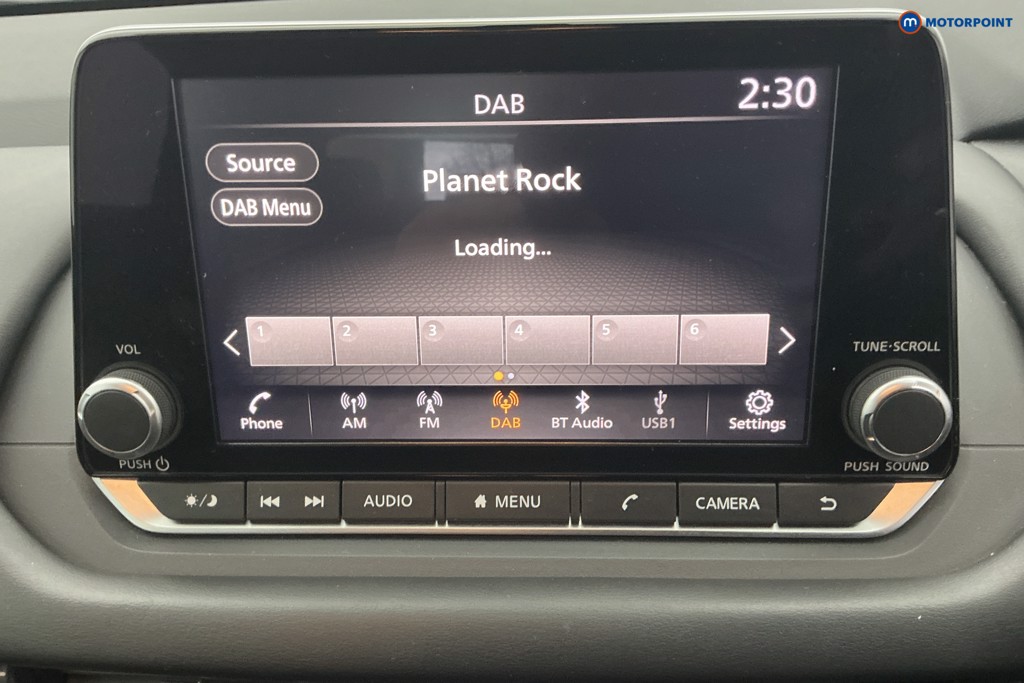 m MOTORPOINT
DAB 2:30
Source
Planet Rock
DAB Menu
Loading...
1 2 3 4 5 6
VOL
TUNE·SCROLL
Phone AM FM DAB BT Audio USB1 Settings
PUSH
PUSH SOUND
AUDIO MENU CAMERA